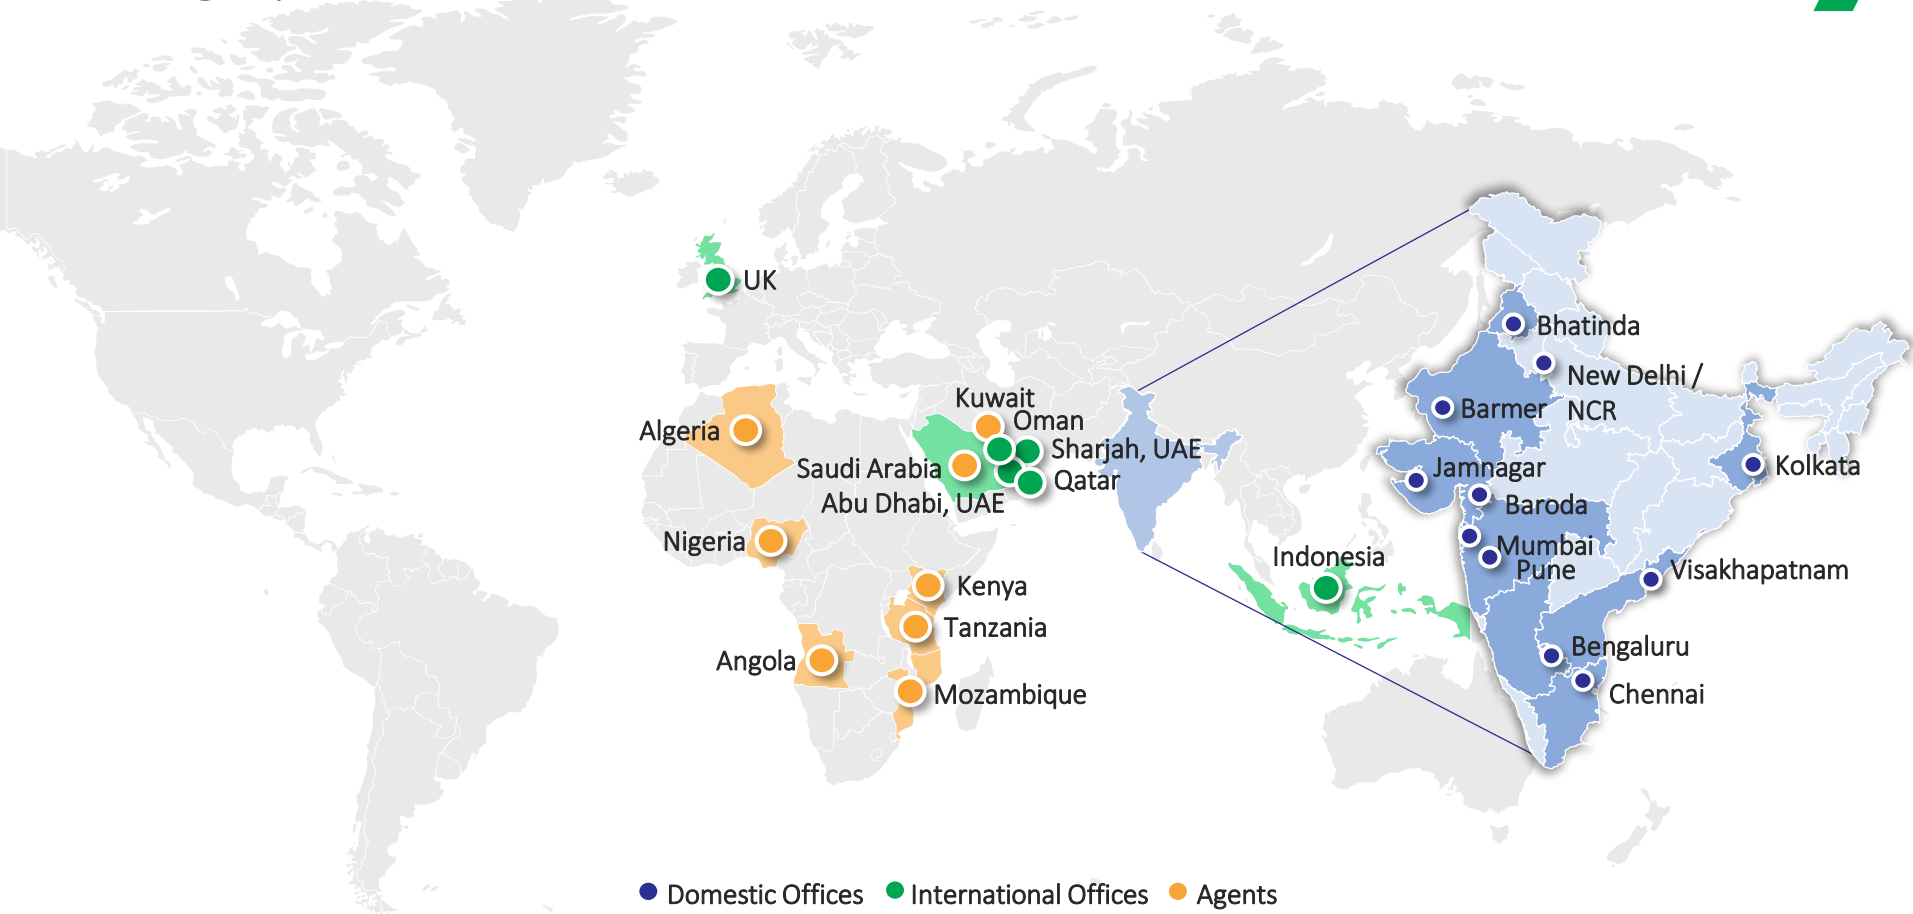 UK
Kuwait
Oman
Algeria
Sharjah, UAE
Saudi Arabia
Qatar
Abu Dhabi, UAE
Nigeria
Indonesia
Kenya
Tanzania
Angola
Mozambique
Bhatinda
New Delhi /
NCR
Barmer
Jamnagar
Kolkata
Baroda
Mumbai
Pune
Visakhapatnam
Bengaluru
Chennai
Domestic Offices
International Offices
Agents